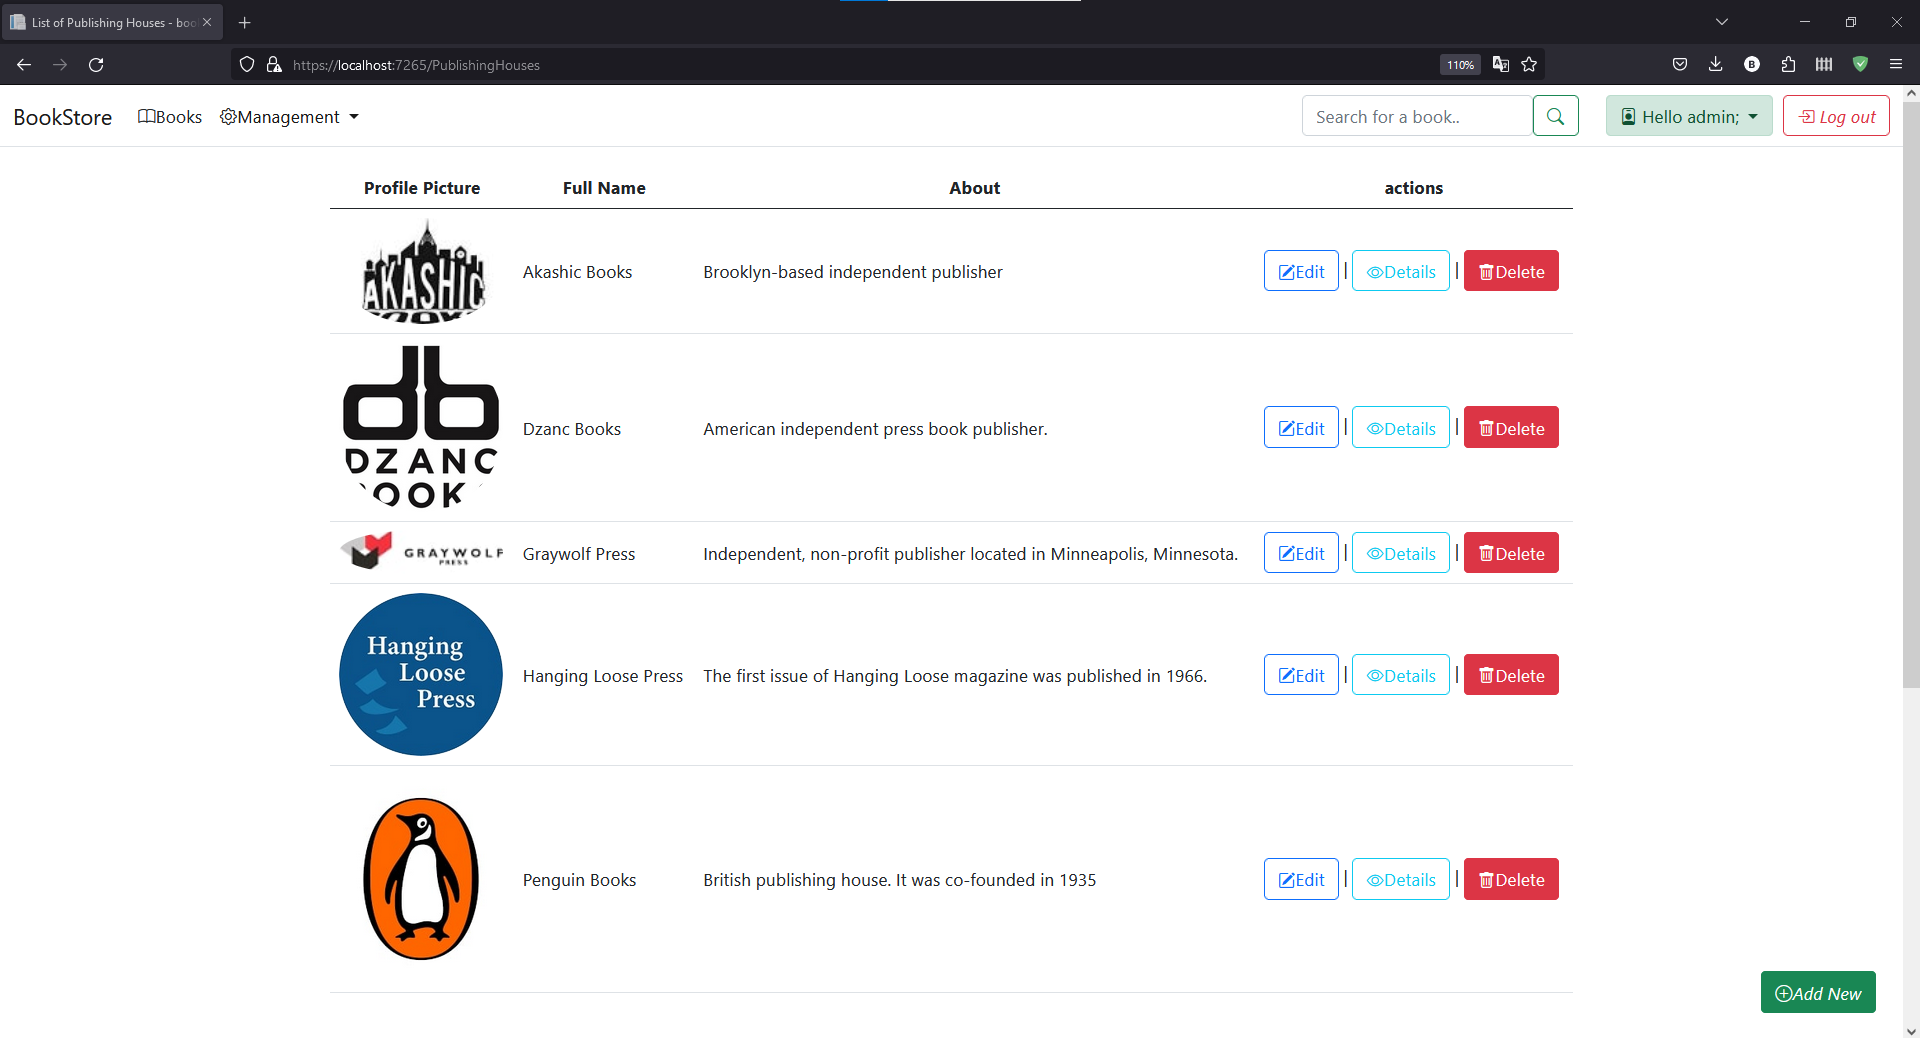 List of Publishing Houses - boo
https://localhost:7265/PublishingHouses
110%
BookStore Books Management Search for a book.. Hello admin; Log out
Profile Picture Full Name About actions
AKASHIC
Akashic Books Brooklyn-based independent publisher Edit | Details | Delete
db
DZANC
BOOK
Dzanc Books American independent press book publisher. Edit | Details | Delete
GRAYWOLF
PRESS
Graywolf Press Independent, non-profit publisher located in Minneapolis, Minnesota. Edit | Details | Delete
Hanging
Loose
Press
Hanging Loose Press The first issue of Hanging Loose magazine was published in 1966. Edit | Details | Delete
Penguin Books British publishing house. It was co-founded in 1935 Edit | Details | Delete
Add New